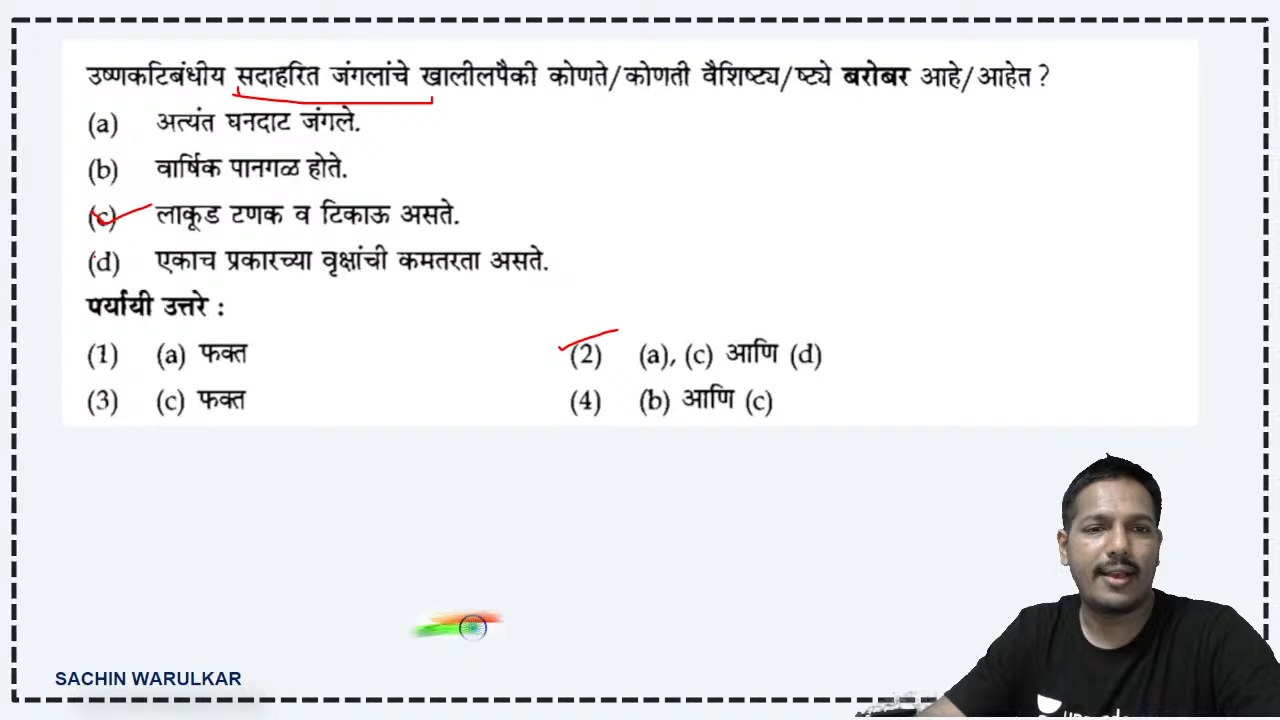 उष्णकटिबंधीय सदाहरित जंगलांचे खालीलपैकी कोणते/कोणती वैशिष्ट्य/ष्ट्ये बरोबर आहे/आहेत ?
(a) अत्यंत घनदाट जंगले.
(b) वार्षिक पानगळ होते.
(c) लाकूड टणक व टिकाऊ असते.
(d) एकाच प्रकारच्या वृक्षांची कमतरता असते.
पर्यायी उत्तरे :
(1) (a) फक्त (2) (a), (c) आणि (d)
(3) (c) फक्त (4) (b) आणि (c)
SACHIN WARULKAR